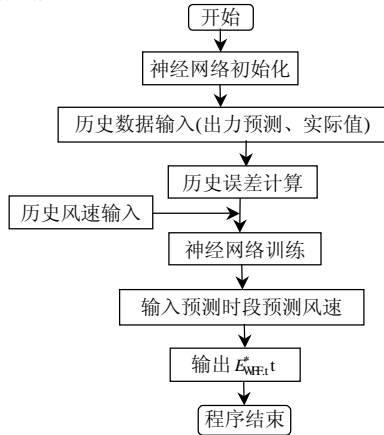 开始
神经网络初始化
历史数据输入(出力预测、实际值)
历史误差计算
历史风速输入
神经网络训练
输入预测时段预测风速
输出 E*WPF.t t
程序结束